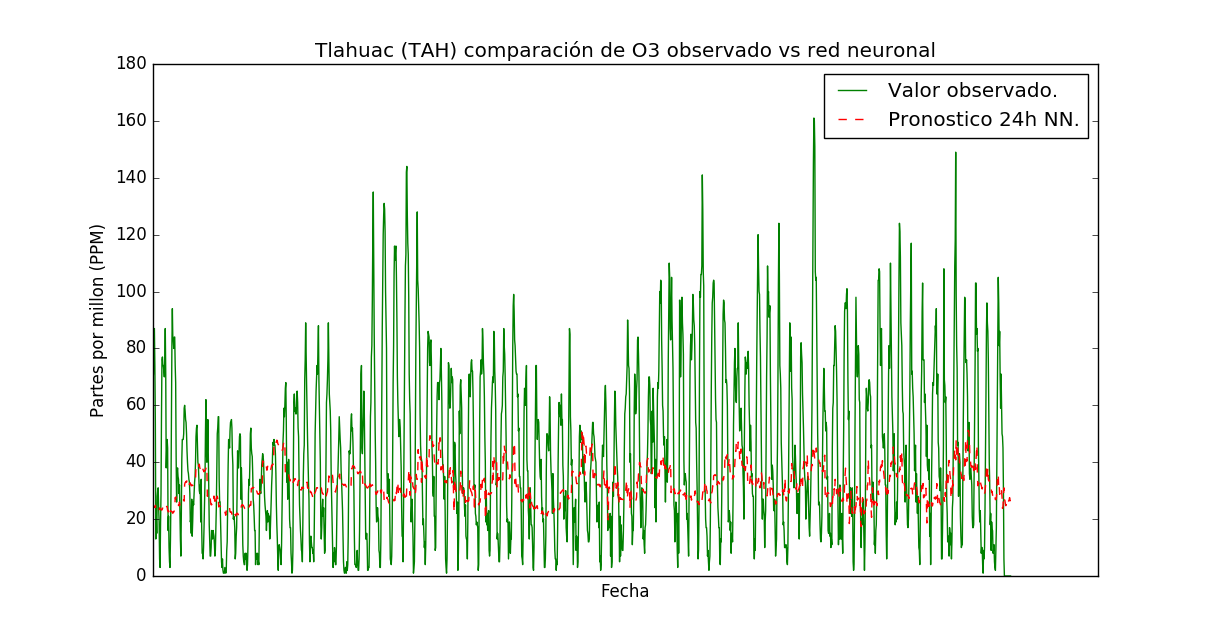 Tlahuac (TAH) comparación de O3 observado vs red neuronal
180
160
140
120
100
80
60
40
20
0
Partes por millon (PPM)
Valor observado.
Pronostico 24h NN.
Fecha